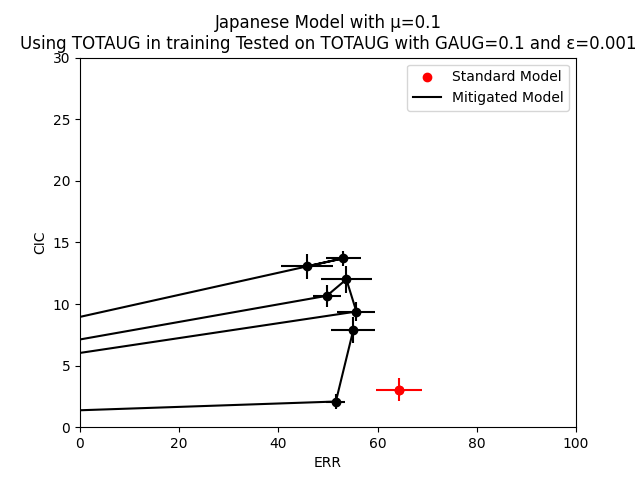 Japanese Model with μ=0.1
Using TOTAUG in training Tested on TOTAUG with GAUG=0.1 and ε=0.001
Standard Model
Mitigated Model
30
25
20
15
10
5
0
CIC
0 20 40 60 80 100
ERR